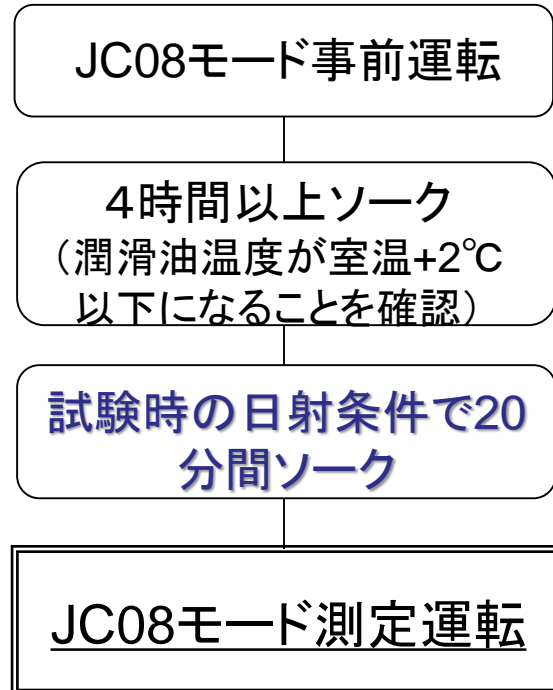 JC08モード事前運転
４時間以上ソーク
（潤滑油温度が室温+2℃
以下になることを確認）
試験時の日射条件で20
分間ソーク
JC08モード測定運転